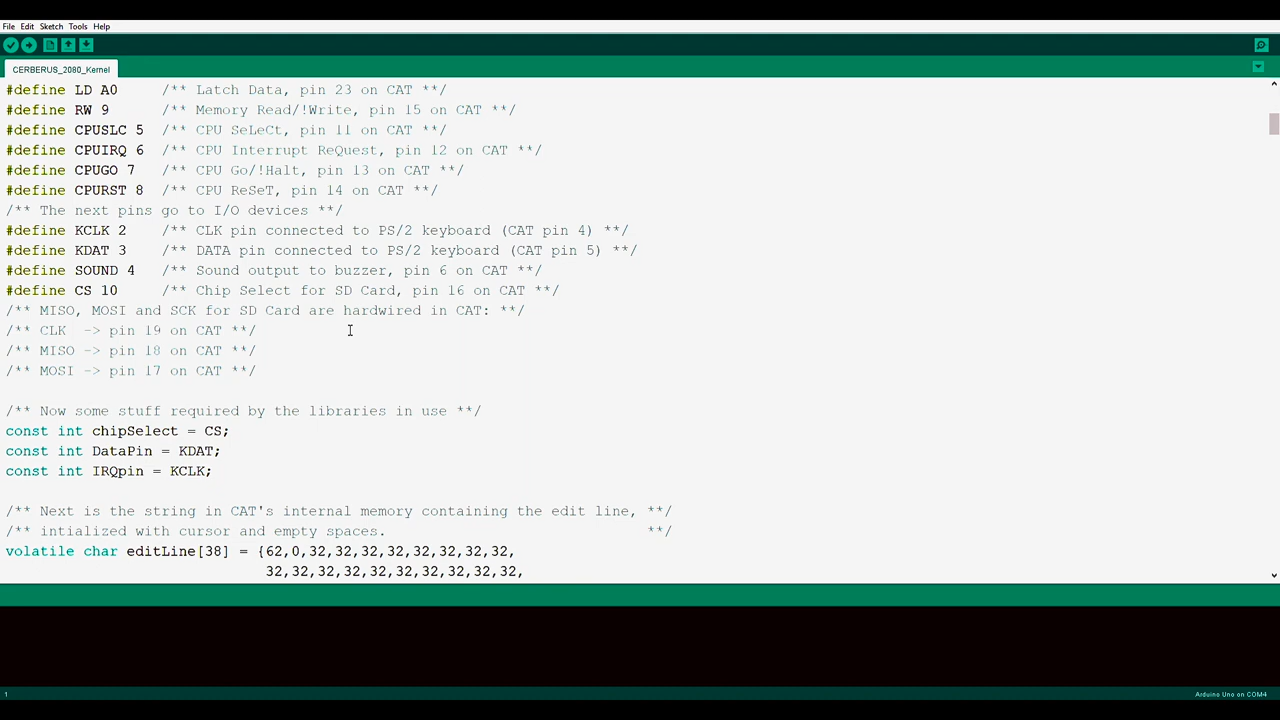 File Edit Sketch Tools Help
CERBERUS_2080_Kernel
#define LD A0 /** Latch Data, pin 23 on CAT **/
#define RW 9 /** Memory Read/!Write, pin 15 on CAT **/
#define CPUSLC 5 /** CPU SeLeCt, pin 11 on CAT **/
#define CPUIRQ 6 /** CPU Interrupt ReQuest, pin 12 on CAT **/
#define CPUGO 7 /** CPU Go/!Halt, pin 13 on CAT **/
#define CPURST 8 /** CPU ReSeT, pin 14 on CAT **/
/** The next pins go to I/O devices **/
#define KCLK 2 /** CLK pin connected to PS/2 keyboard (CAT pin 4) **/
#define KDAT 3 /** DATA pin connected to PS/2 keyboard (CAT pin 5) **/
#define SOUND 4 /** Sound output to buzzer, pin 6 on CAT **/
#define CS 10 /** Chip Select for SD Card, pin 16 on CAT **/
/** MISO, MOSI and SCK for SD Card are hardwired in CAT: **/
/** CLK -> pin 19 on CAT **/
/** MISO -> pin 18 on CAT **/
/** MOSI -> pin 17 on CAT **/
/** Now some stuff required by the libraries in use **/
const int chipSelect = CS;
const int DataPin = KDAT;
const int IRQpin = KCLK;
/** Next is the string in CAT's internal memory containing the edit line, **/
/** intialized with cursor and empty spaces. **/
volatile char editLine[38] = {62,0,32,32,32,32,32,32,32,32,
32,32,32,32,32,32,32,32,32,32,
1
Arduino Uno on COM4